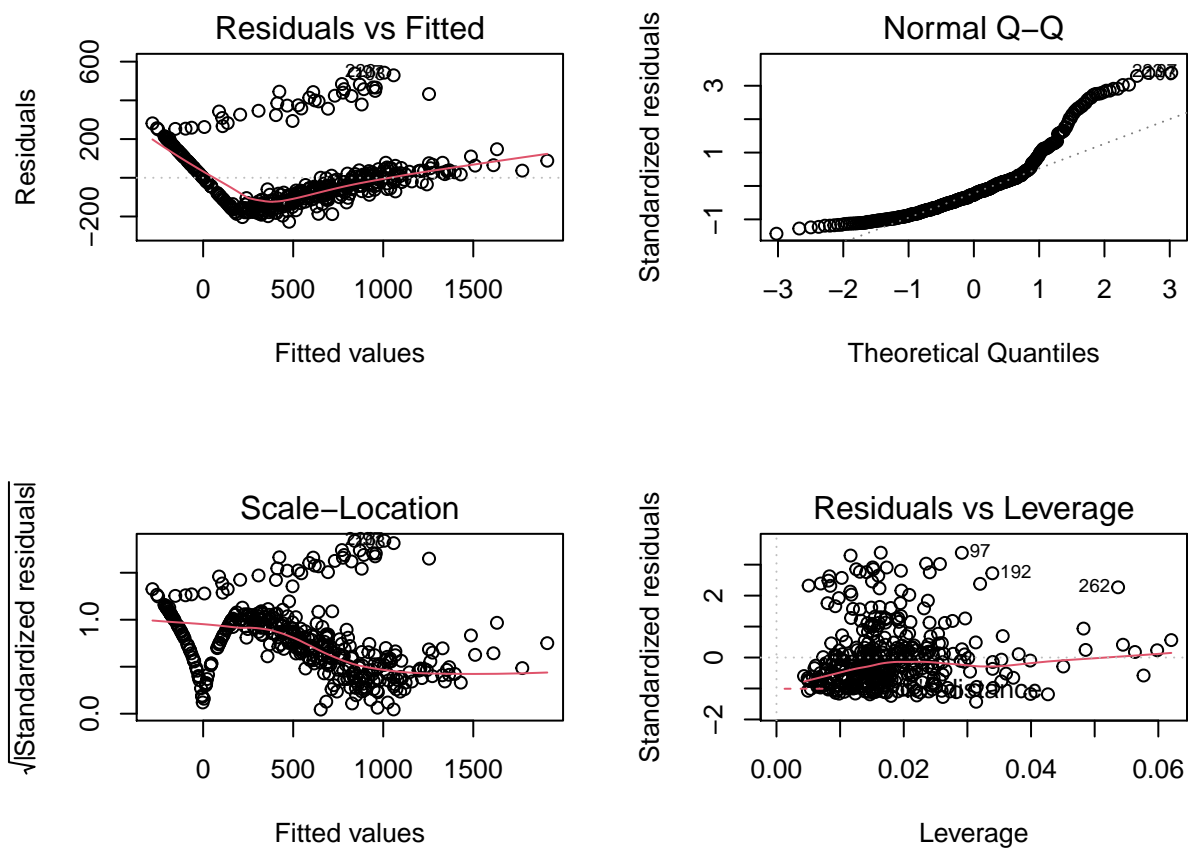 Residuals vs Fitted
Residuals
600
200
−200
0
500
1000
1500
Fitted values
Normal Q−Q
Standardized residuals
3
1
−1
−3
−2
−1
0
1
2
3
Theoretical Quantiles
Scale−Location
√|Standardized residuals|
1.0
0.0
0
500
1000
1500
Fitted values
Residuals vs Leverage
Standardized residuals
2
0
−2
97
192
262
distance
0.00
0.02
0.04
0.06
Leverage